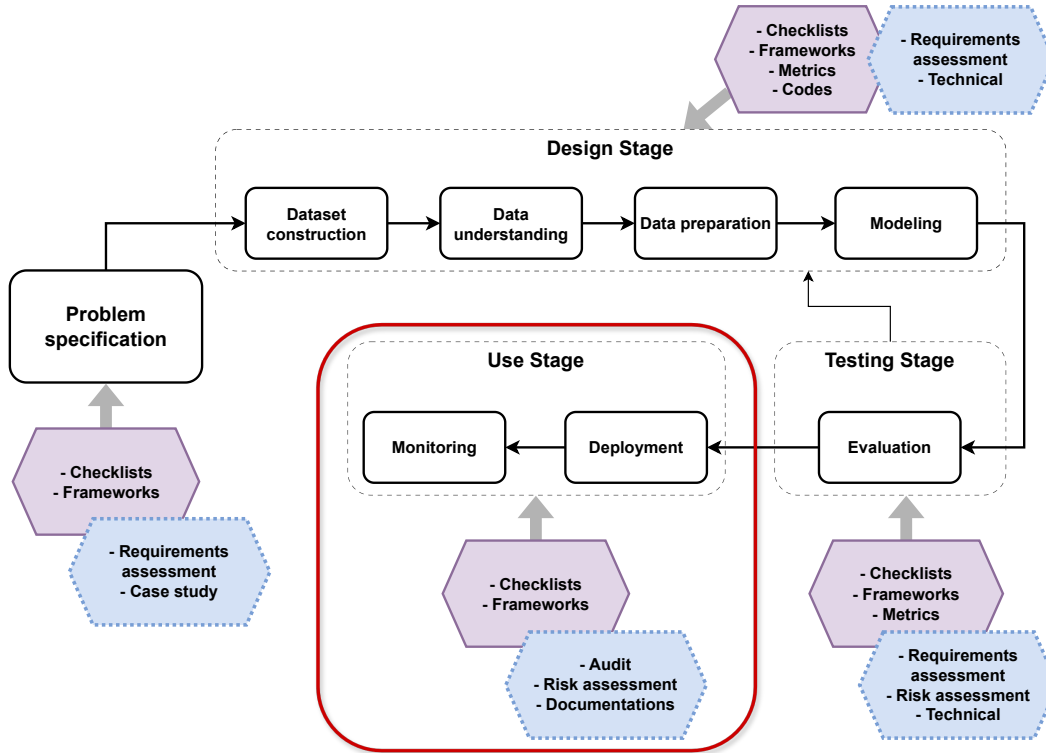 - Checklists
- Frameworks
- Metrics
- Codes
- Requirements
assessment
- Technical
Design Stage
Dataset
construction
Data
understanding
Data preparation
Modeling
Problem
specification
Use Stage
Testing Stage
Monitoring
Deployment
Evaluation
- Checklists
- Frameworks
- Requirements
assessment
- Case study
- Checklists
- Frameworks
- Audit
- Risk assessment
- Documentations
- Checklists
- Frameworks
- Metrics
- Requirements
assessment
- Risk assessment
- Technical